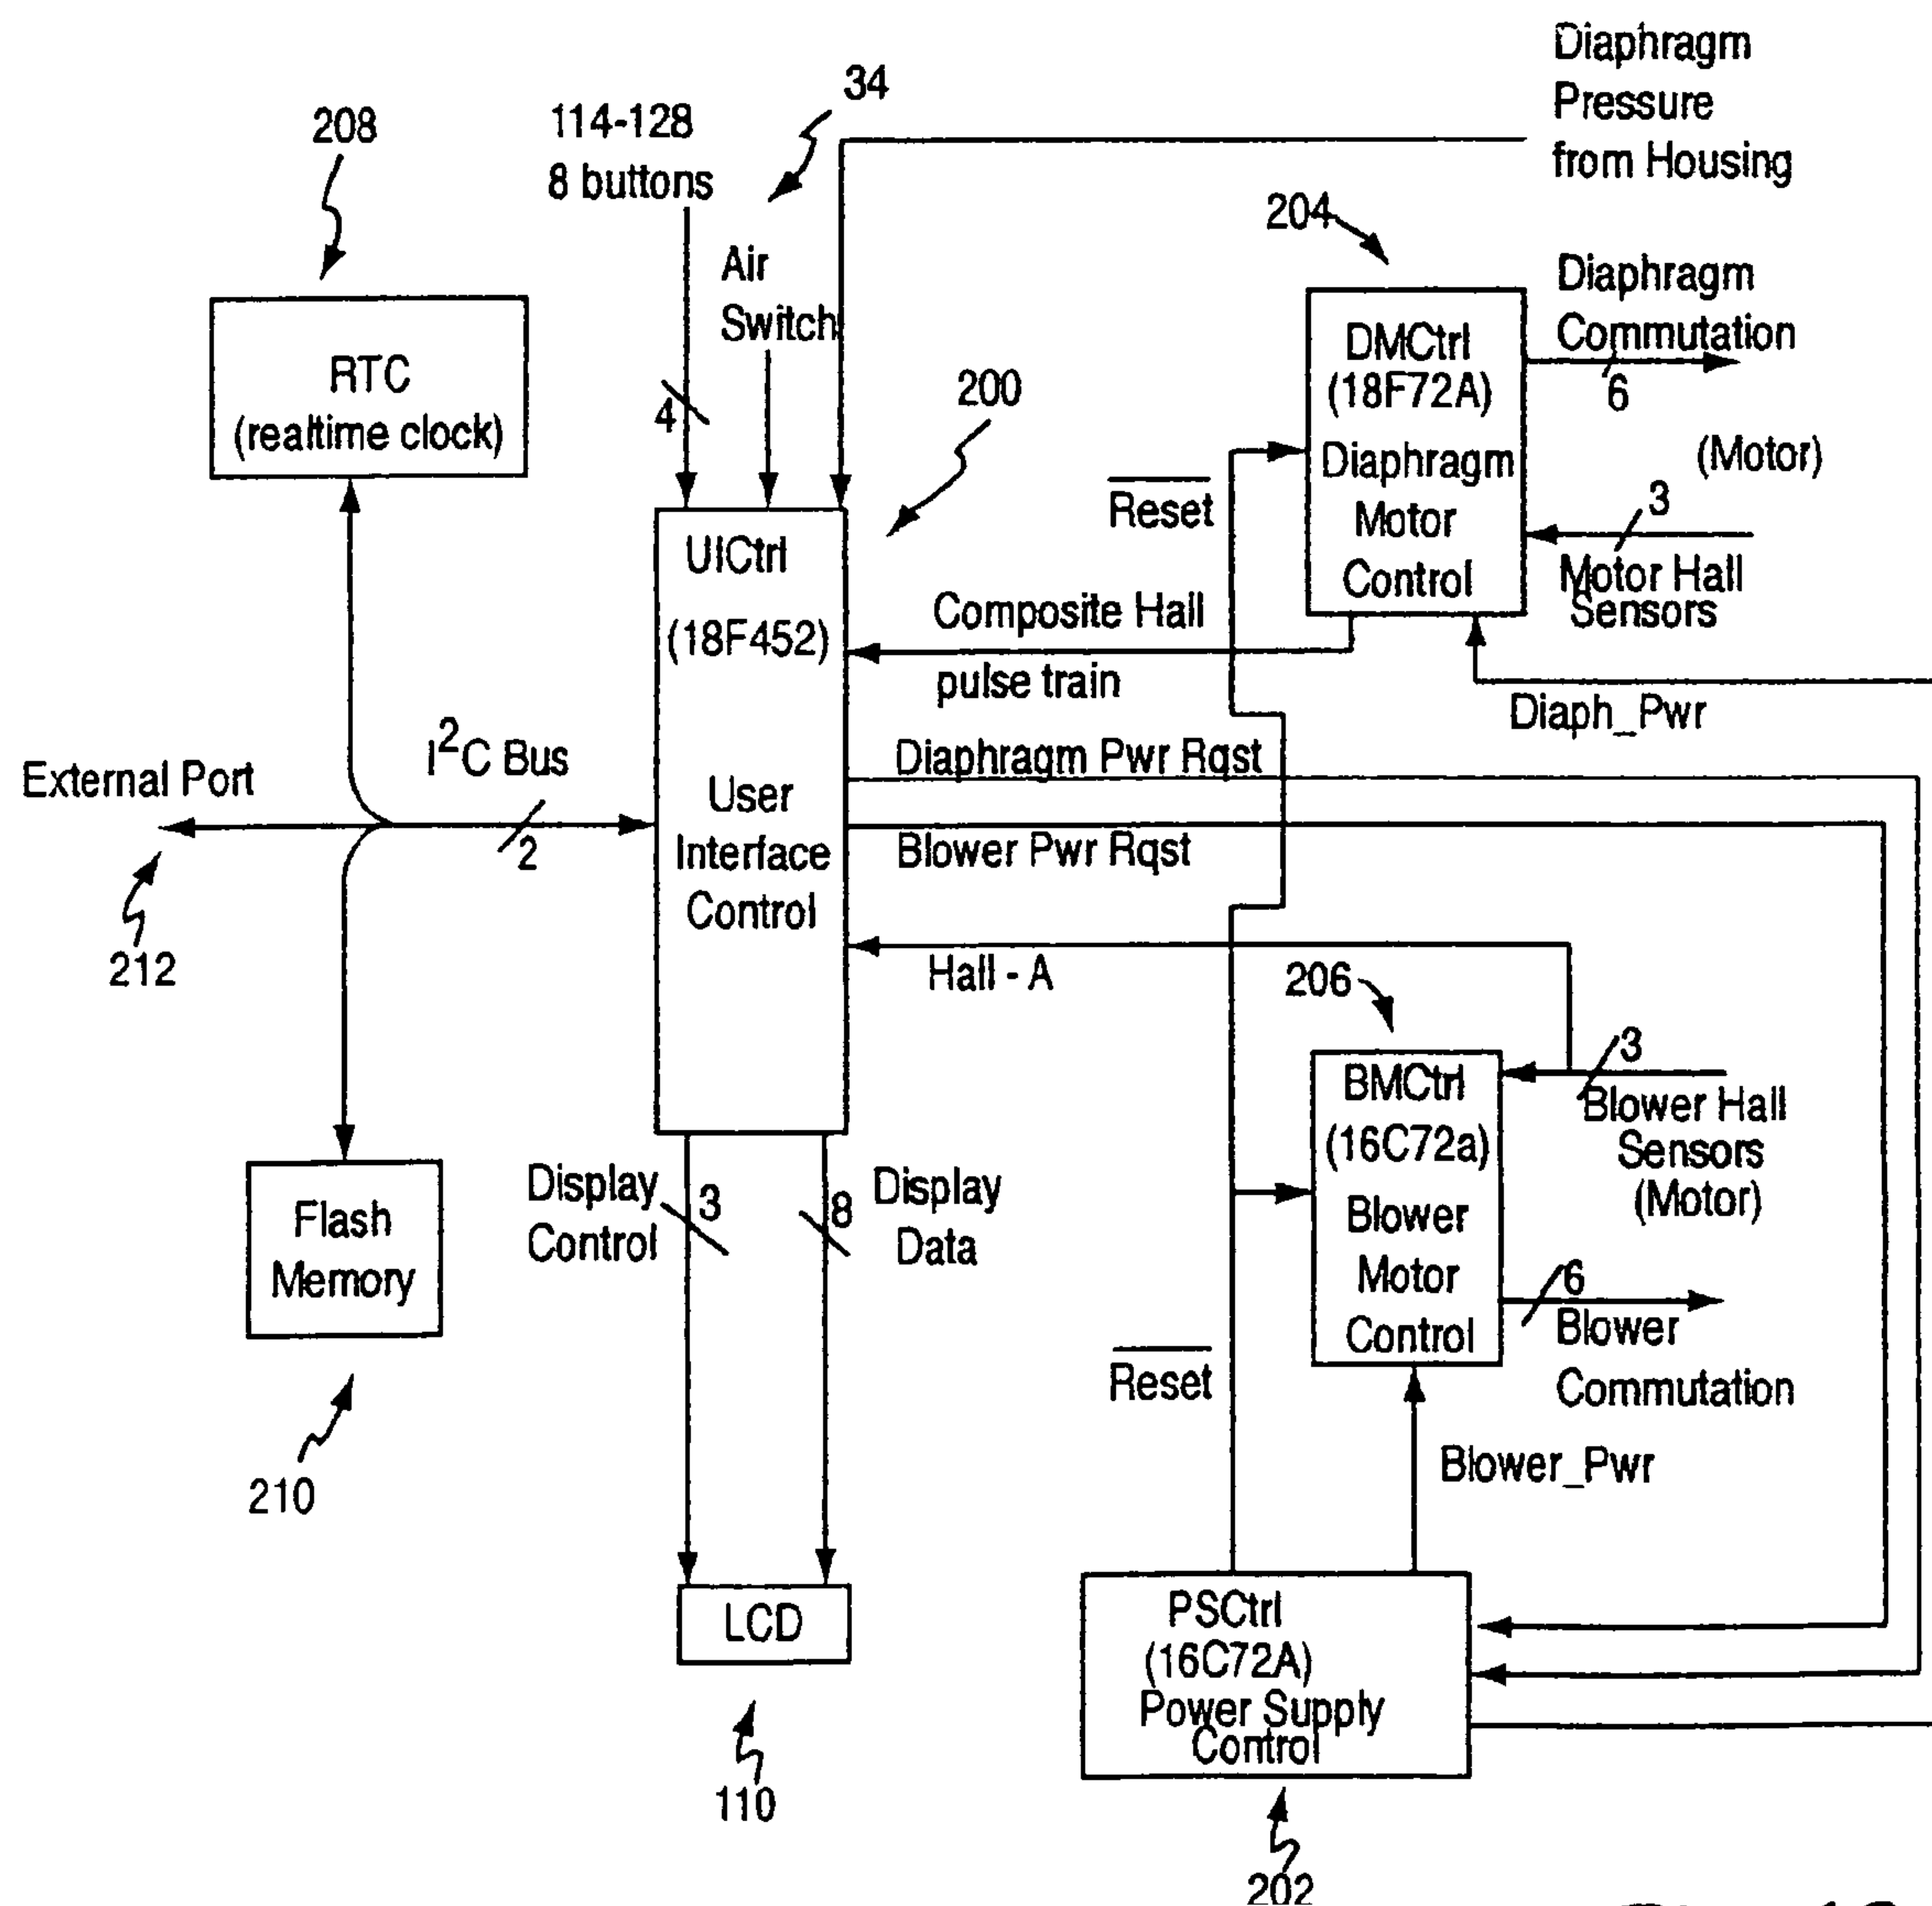 Diaphragm
Pressure
from Housing
34
114-128
8 buttons
208
Air
Switch
204
Diaphragm
Commutation
6
(Motor)
RTC
(realtime clock)
4
200
DMCtrl
(18F72A)
Diaphragm
Motor
Control
Reset
3
Motor Hall
Sensors
UICtrl
(18F452)
User
Interface
Control
Composite Hall
pulse train
Diaph_Pwr
External Port
I2C Bus
2
212
Diaphragm Pwr Rqst
Blower Pwr Rqst
Hall - A
206
BMCtrl
(16C72a)
Blower
Motor
Control
3
Blower Hall
Sensors
(Motor)
6
Blower
Commutation
Flash
Memory
210
Display
Control
3
8
Display
Data
Reset
Blower_Pwr
LCD
110
PSCtrl
(16C72A)
Power Supply
Control
202